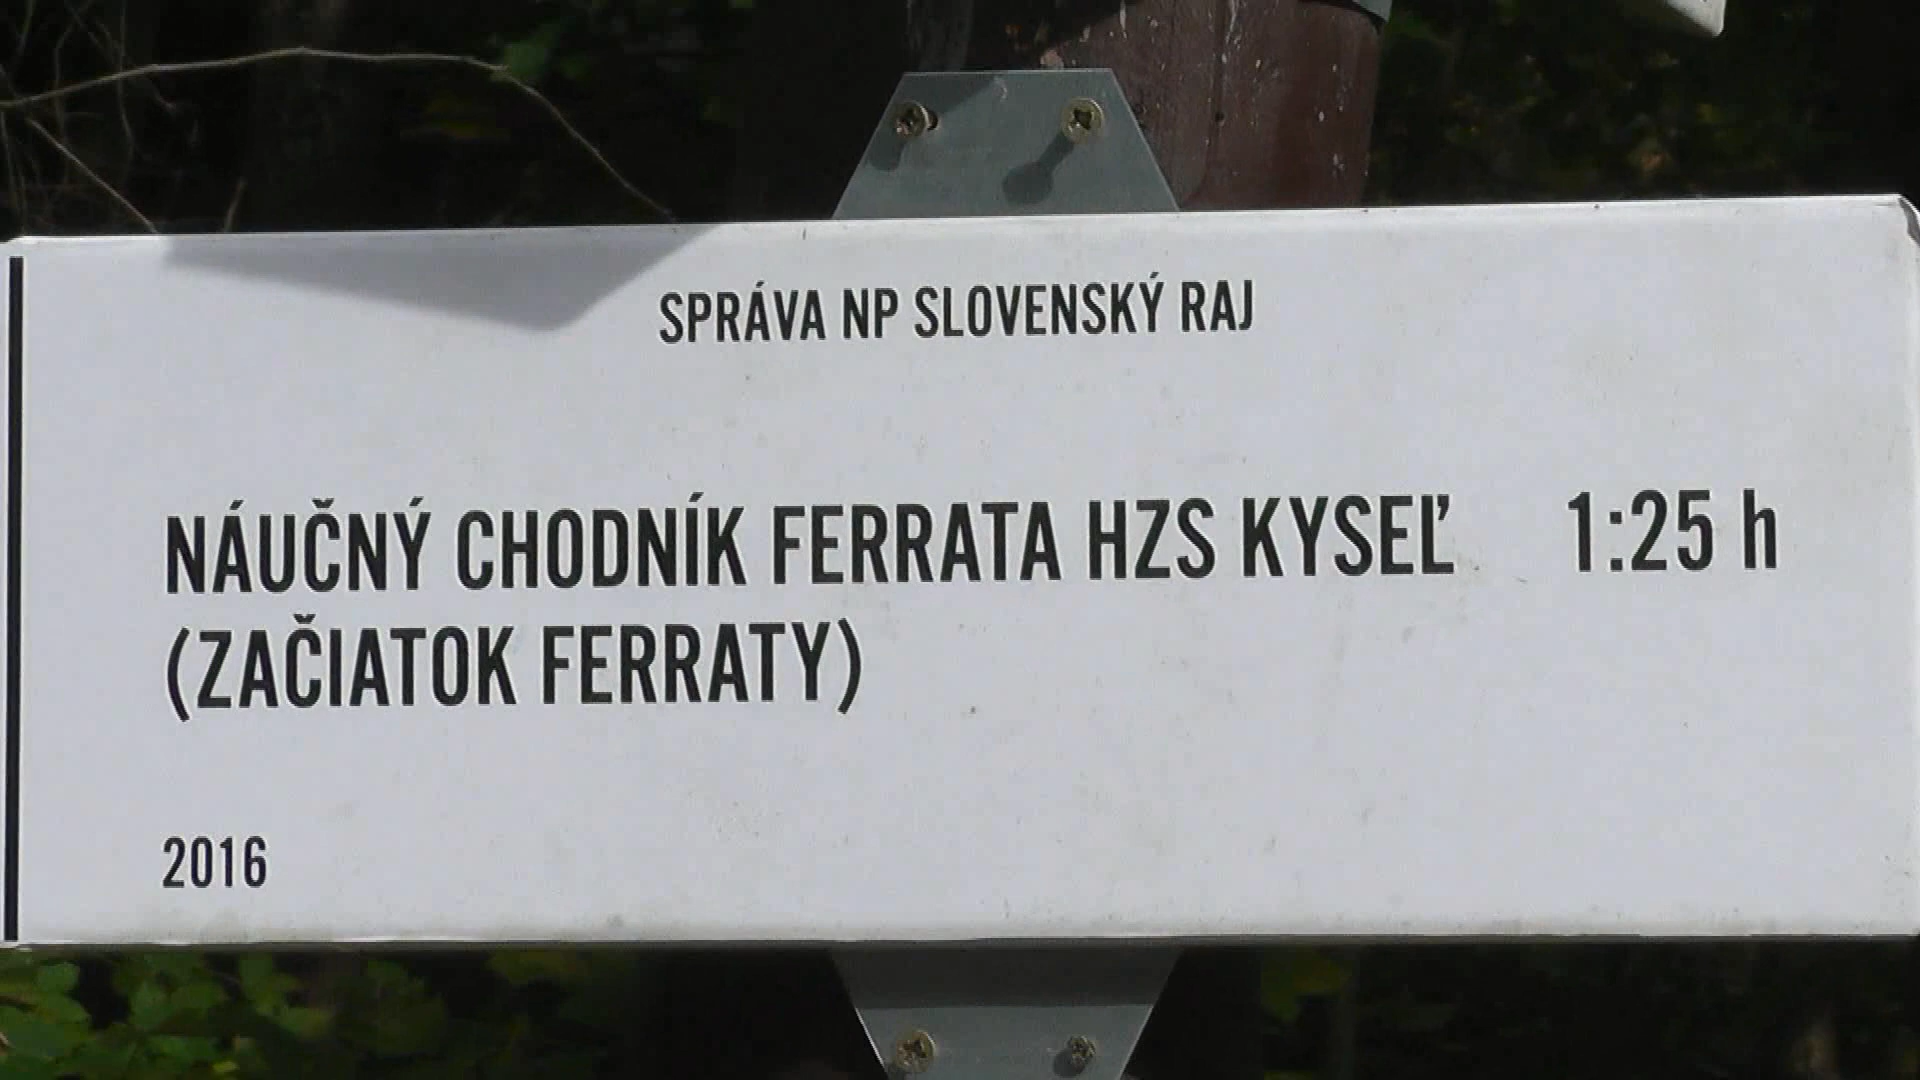 SPRÁVA NP SLOVENSKÝ RAJ
NÁUČNÝ CHODNÍK FERRATA HZS KYSEĽ 1:25 h
(ZAČIATOK FERRATY)
2016